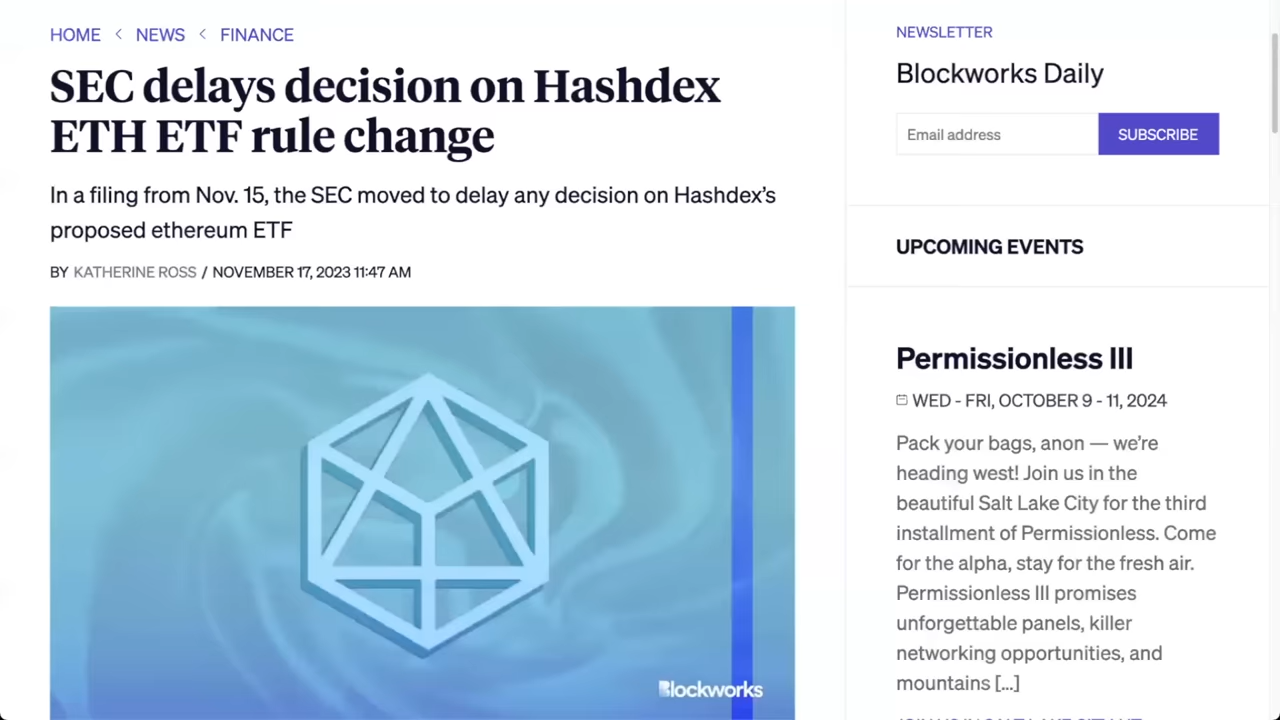 HOME < NEWS < FINANCE
SEC delays decision on Hashdex
ETH ETF rule change
In a filing from Nov. 15, the SEC moved to delay any decision on Hashdex’s
proposed ethereum ETF
BY KATHERINE ROSS / NOVEMBER 17, 2023 11:47 AM
Blockworks
NEWSLETTER
Blockworks Daily
Email address
SUBSCRIBE
UPCOMING EVENTS
Permissionless III
WED - FRI, OCTOBER 9 - 11, 2024
Pack your bags, anon — we’re
heading west! Join us in the
beautiful Salt Lake City for the third
installment of Permissionless. Come
for the alpha, stay for the fresh air.
Permissionless III promises
unforgettable panels, killer
networking opportunities, and
mountains […]